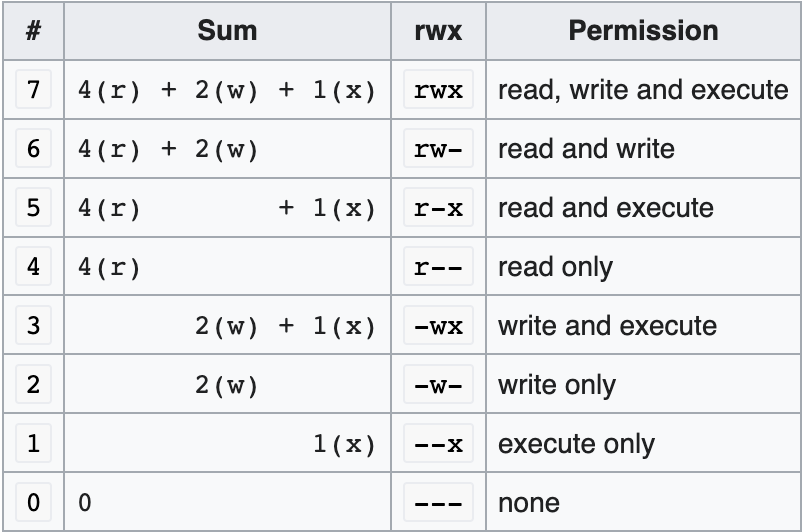 # Sum rwx Permission
7 4(r) + 2(w) + 1(x) rwx read, write and execute
6 4(r) + 2(w) rw- read and write
5 4(r) + 1(x) r-x read and execute
4 4(r) r-- read only
3 2(w) + 1(x) -wx write and execute
2 2(w) -w- write only
1 1(x) --x execute only
0 0 --- none